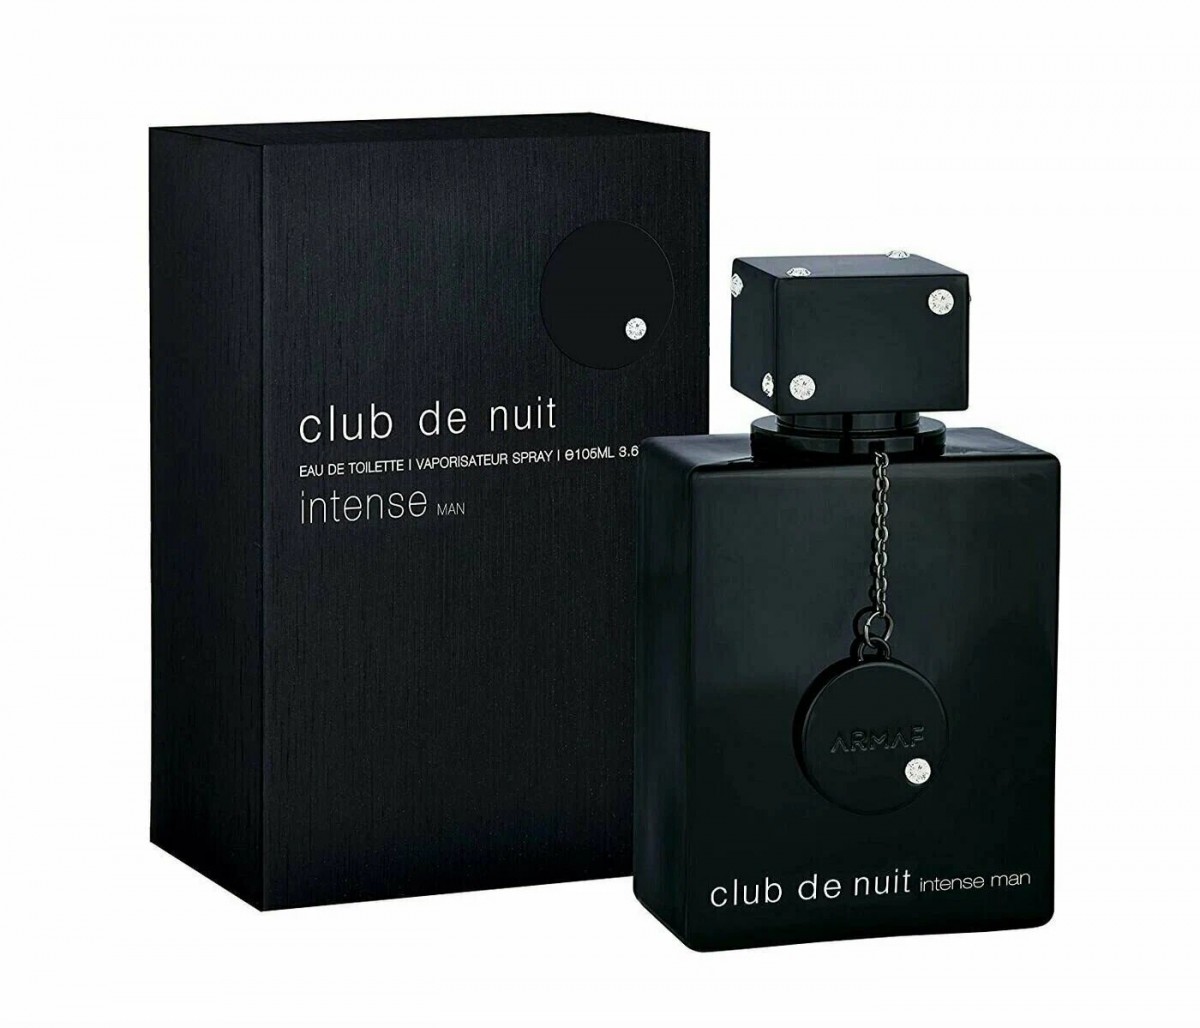 club de nuit
EAU DE TOILETTE | VAPORISATEUR SPRAY | ℮105ML 3.6
intense MAN
ARMAF
club de nuit intense man